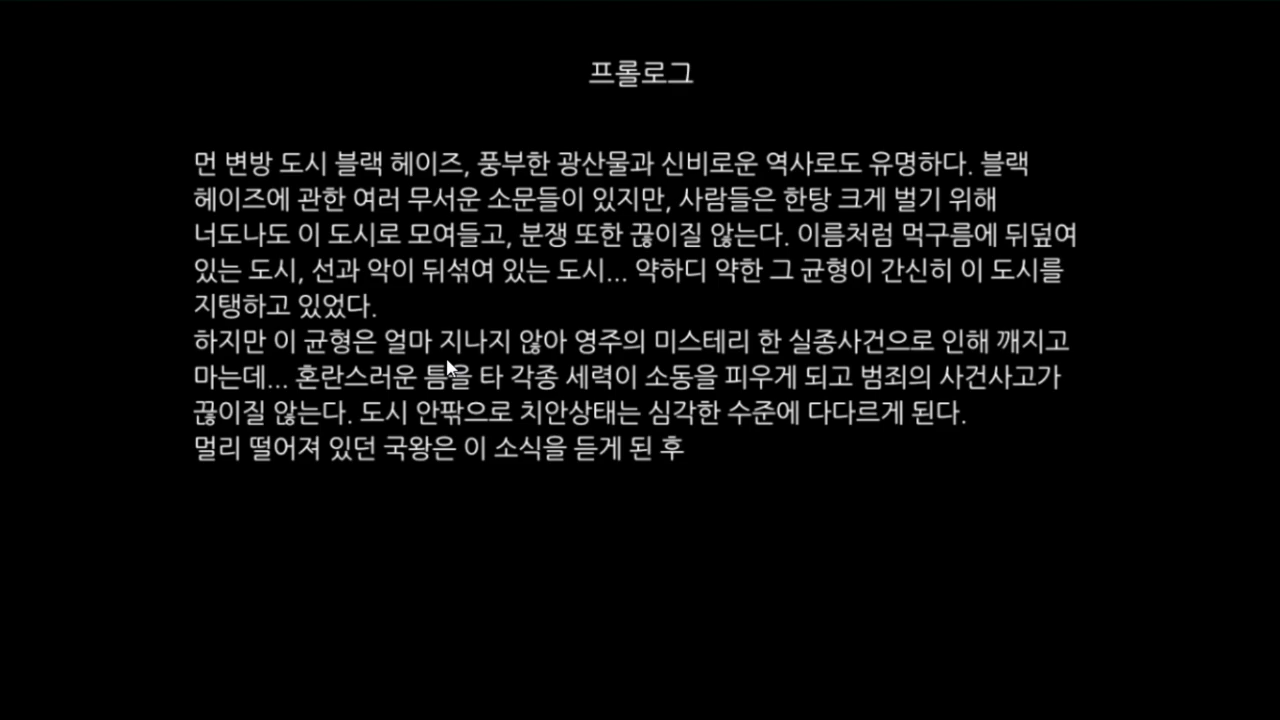 프롤로그
먼 변방 도시 블랙 헤이즈, 풍부한 광산물과 신비로운 역사로도 유명하다. 블랙
헤이즈에 관한 여러 무서운 소문들이 있지만, 사람들은 한탕 크게 벌기 위해
너도나도 이 도시로 모여들고, 분쟁 또한 끊이질 않는다. 이름처럼 먹구름에 뒤덮여
있는 도시, 선과 악이 뒤섞여 있는 도시... 약하디 약한 그 균형이 간신히 이 도시를
지탱하고 있었다.
하지만 이 균형은 얼마 지나지 않아 영주의 미스테리 한 실종사건으로 인해 깨지고
마는데... 혼란스러운 틈을 타 각종 세력이 소동을 피우게 되고 범죄의 사건사고가
끊이질 않는다. 도시 안팎으로 치안상태는 심각한 수준에 다다르게 된다.
멀리 떨어져 있던 국왕은 이 소식을 듣게 된 후